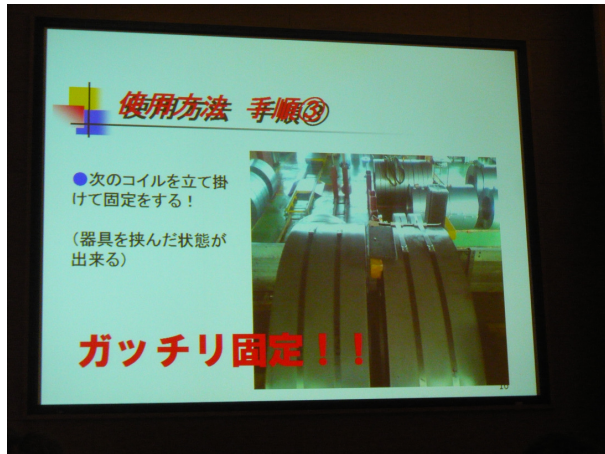 使用方法 手順③
●次のコイルを立て掛
けて固定をする！
（器具を挟んだ状態が
出来る）
ガッチリ固定！！